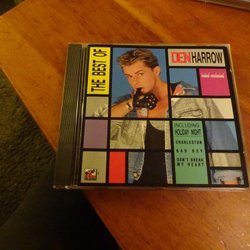 THE BEST OF
DEN HARROW
INCLUDING
HOLIDAY NIGHT
CHARLESTON
BAD BOY
DON'T BREAK
MY HEART